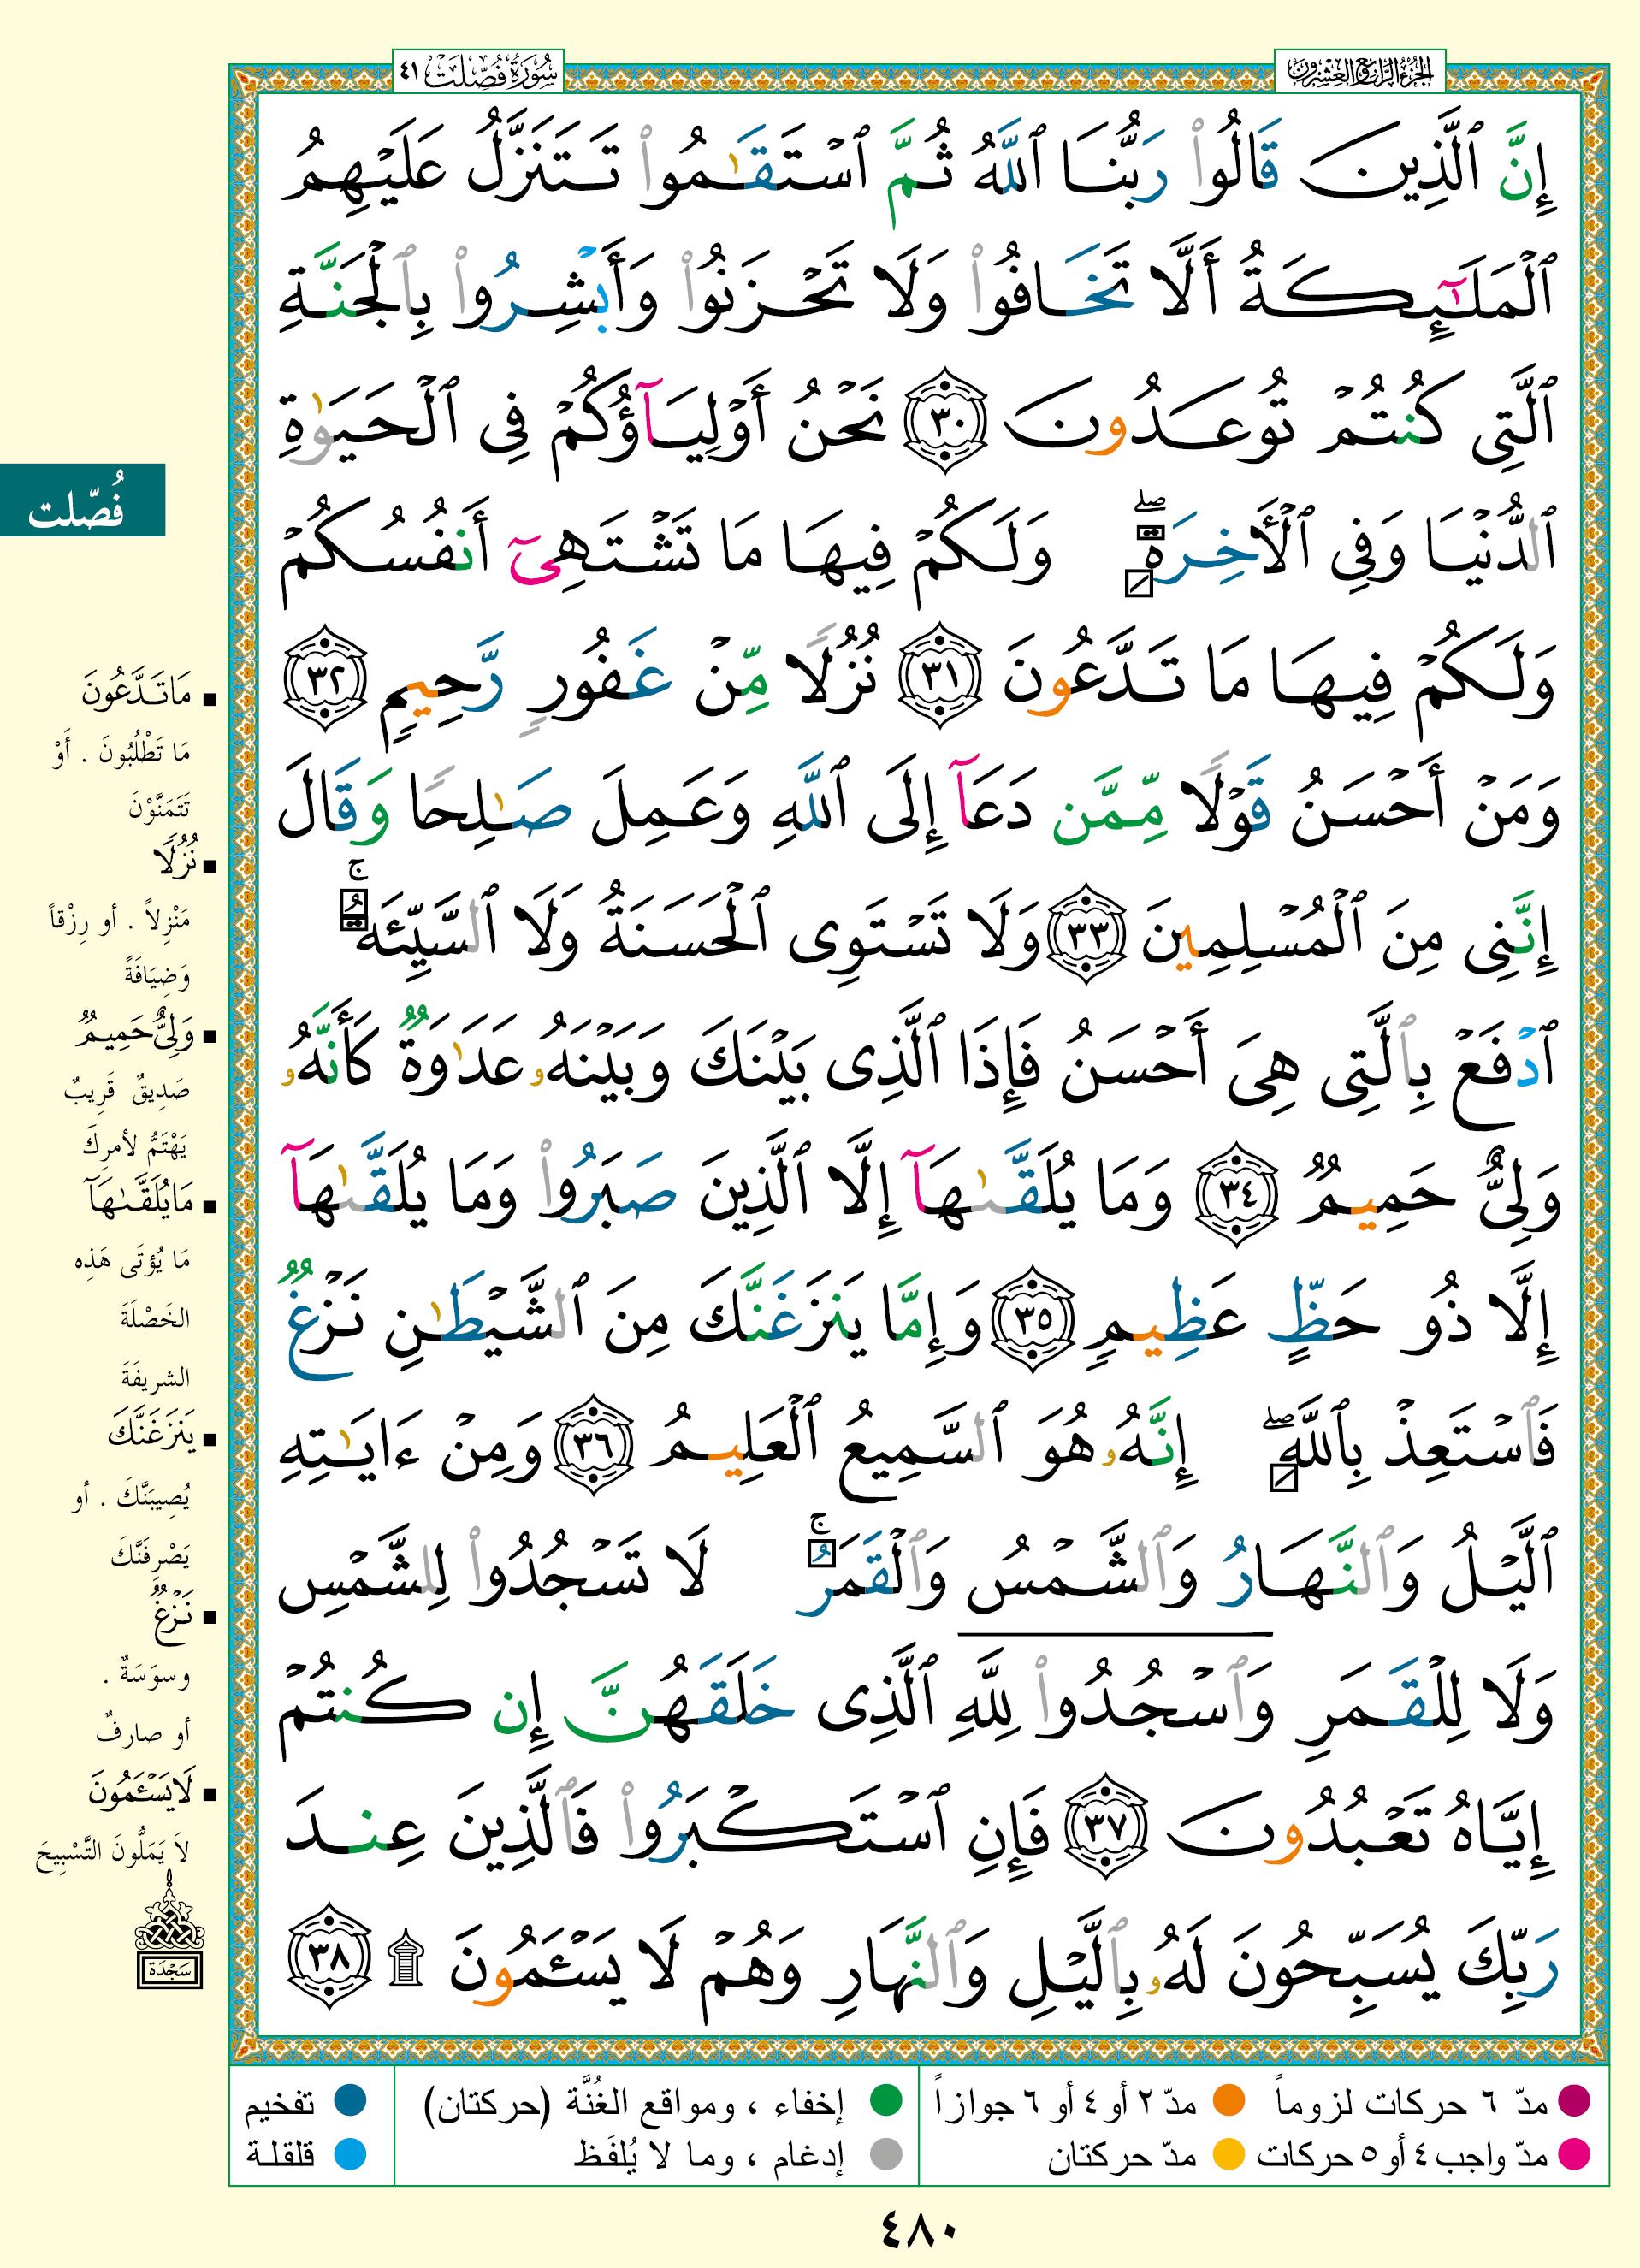 الجزء الرابع والعشرون
سُورَةُ فُصِّلَتْ ٤١
إِنَّ ٱلَّذِينَ قَالُوا۟ رَبُّنَا ٱللَّهُ ثُمَّ ٱسْتَقَٰمُوا۟ تَتَنَزَّلُ عَلَيْهِمُ
ٱلْمَلَٰٓئِكَةُ أَلَّا تَخَافُوا۟ وَلَا تَحْزَنُوا۟ وَأَبْشِرُوا۟ بِٱلْجَنَّةِ
ٱلَّتِى كُنتُمْ تُوعَدُونَ ٣٠ نَحْنُ أَوْلِيَآؤُكُمْ فِى ٱلْحَيَوٰةِ
ٱلدُّنْيَا وَفِى ٱلْأَخِرَةِ ۖ وَلَكُمْ فِيهَا مَا تَشْتَهِىٓ أَنفُسُكُمْ
وَلَكُمْ فِيهَا مَا تَدَّعُونَ ٣١ نُزُلًا مِّنْ غَفُورٍ رَّحِيمٍ ٣٢
وَمَنْ أَحْسَنُ قَوْلًا مِّمَّن دَعَآ إِلَى ٱللَّهِ وَعَمِلَ صَٰلِحًا وَقَالَ
إِنَّنِى مِنَ ٱلْمُسْلِمِينَ ٣٣ وَلَا تَسْتَوِى ٱلْحَسَنَةُ وَلَا ٱلسَّيِّئَةُ ۚ
ٱدْفَعْ بِٱلَّتِى هِىَ أَحْسَنُ فَإِذَا ٱلَّذِى بَيْنَكَ وَبَيْنَهُۥ عَدَٰوَةٌ كَأَنَّهُۥ
وَلِىٌّ حَمِيمٌ ٣٤ وَمَا يُلَقَّىٰهَآ إِلَّا ٱلَّذِينَ صَبَرُوا۟ وَمَا يُلَقَّىٰهَآ
إِلَّا ذُو حَظٍّ عَظِيمٍ ٣٥ وَإِمَّا يَنزَغَنَّكَ مِنَ ٱلشَّيْطَٰنِ نَزْغٌ
فَٱسْتَعِذْ بِٱللَّهِ ۖ إِنَّهُۥ هُوَ ٱلسَّمِيعُ ٱلْعَلِيمُ ٣٦ وَمِنْ ءَايَٰتِهِ
ٱلَّيْلُ وَٱلنَّهَارُ وَٱلشَّمْسُ وَٱلْقَمَرُ ۚ لَا تَسْجُدُوا۟ لِلشَّمْسِ
وَلَا لِلْقَمَرِ وَٱسْجُدُوا۟ لِلَّهِ ٱلَّذِى خَلَقَهُنَّ إِن كُنتُمْ
إِيَّاهُ تَعْبُدُونَ ٣٧ فَإِنِ ٱسْتَكْبَرُوا۟ فَٱلَّذِينَ عِندَ
رَبِّكَ يُسَبِّحُونَ لَهُۥ بِٱلَّيْلِ وَٱلنَّهَارِ وَهُمْ لَا يَسْـَٔمُونَ ۩ ٣٨
فُصّلت
مَا تَدَّعُونَ
مَا تَطْلُبُونَ . أَوْ
تَتَمَنَّوْنَ
نُزُلًا
مَنْزِلاً . أو رِزْقاً
وَضِيَافَةً
وَلِىٌّ حَمِيمٌ
صَدِيقٌ قَرِيبٌ
يَهْتَمُّ لأمرِكَ
مَا يُلَقَّىٰهَآ
مَا يُؤتَى هَذِه
الخَصْلَةَ
الشريفَةَ
يَنزَغَنَّكَ
يُصِيبَنَّكَ . أو
يَصْرِفَنَّكَ
نَزْغٌ
وسوَسَةٌ .
أو صارفٌ
لَا يَسْـَٔمُونَ
لاَ يَمَلُّونَ التَّسْبِيحَ
سَجْدَة
مدّ ٦ حركات لزوماً
مدّ ٢ أو ٤ أو ٦ جوازاً
إخفاء ، ومواقع الغُنَّة (حركتان)
تفخيم
مدّ واجب ٤ أو ٥ حركات
مدّ حركتان
إدغام ، وما لا يُلفَظ
قلقلة
٤٨٠